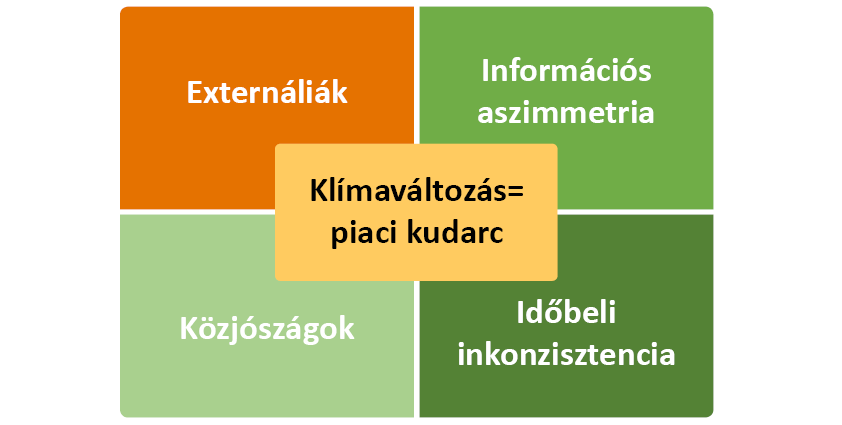 Externáliák
Információs
aszimmetria
Klímaváltozás=
piaci kudarc
Közjószágok
Időbeli
inkonzisztencia